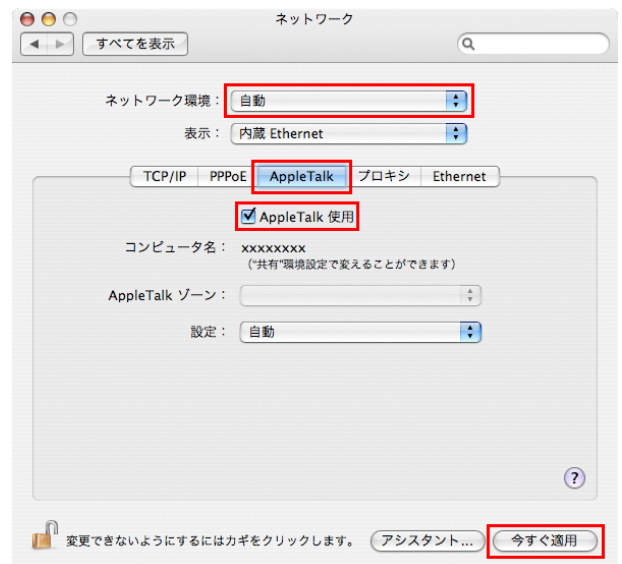 ネットワーク
すべてを表示
ネットワーク環境： 自動
表示： 内蔵 Ethernet
TCP/IP PPPoE AppleTalk プロキシ Ethernet
AppleTalk 使用
コンピュータ名： xxxxxxxx
（“共有”環境設定で変えることができます）
AppleTalk ゾーン：
設定： 自動
?
変更できないようにするにはカギをクリックします。 アシスタント... 今すぐ適用